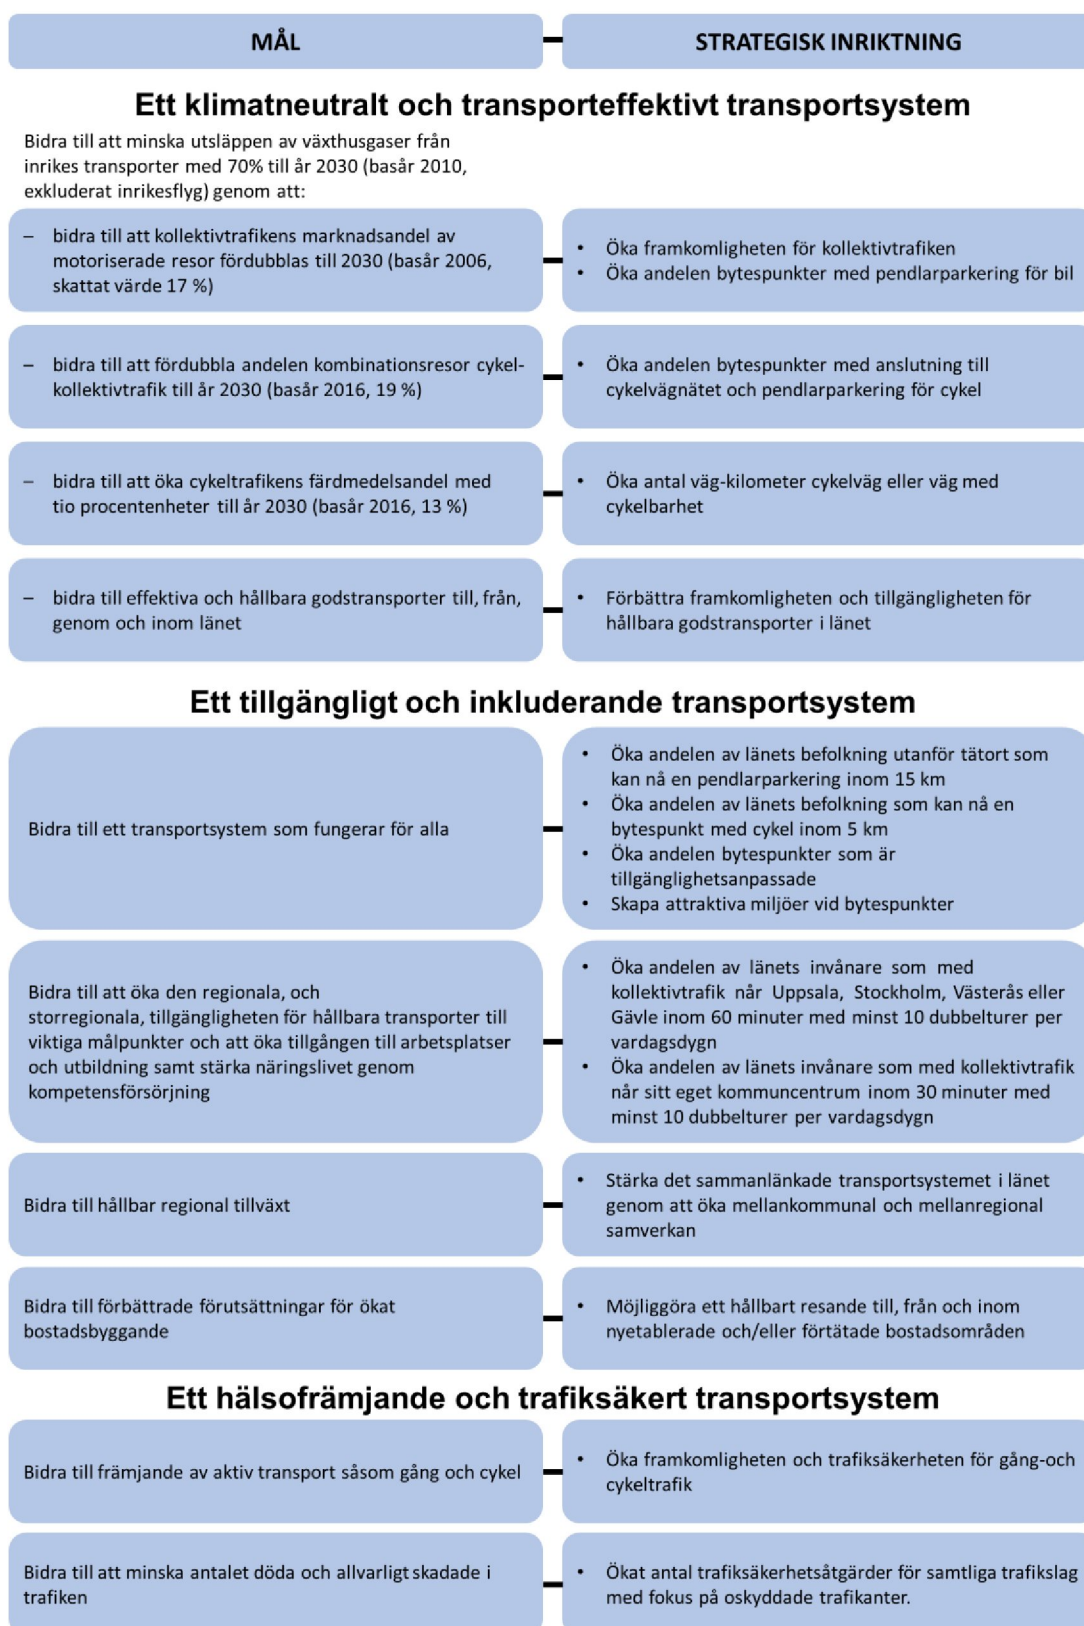 MÅL
STRATEGISK INRIKTNING
Ett klimatneutralt och transporteffektivt transportsystem
Bidra till att minska utsläppen av växthusgaser från
inrikes transporter med 70% till år 2030 (basår 2010,
exkluderat inrikesflyg) genom att:
– bidra till att kollektivtrafikens marknadsandel av
motoriserade resor fördubblas till 2030 (basår 2006,
skattat värde 17 %)
• Öka framkomligheten för kollektivtrafiken
• Öka andelen bytespunkter med pendlarparkering för bil
– bidra till att fördubbla andelen kombinationsresor cykel-
kollektivtrafik till år 2030 (basår 2016, 19 %)
• Öka andelen bytespunkter med anslutning till
cykelvägnätet och pendlarparkering för cykel
– bidra till att öka cykeltrafikens färdmedelsandel med
tio procentenheter till år 2030 (basår 2016, 13 %)
• Öka antal väg-kilometer cykelväg eller väg med
cykelbarhet
– bidra till effektiva och hållbara godstransporter till, från,
genom och inom länet
• Förbättra framkomligheten och tillgängligheten för
hållbara godstransporter i länet
Ett tillgängligt och inkluderande transportsystem
Bidra till ett transportsystem som fungerar för alla
• Öka andelen av länets befolkning utanför tätort som
kan nå en pendlarparkering inom 15 km
• Öka andelen av länets befolkning som kan nå en
bytespunkt med cykel inom 5 km
• Öka andelen bytespunkter som är
tillgänglighetsanpassade
• Skapa attraktiva miljöer vid bytespunkter
Bidra till att öka den regionala, och
storregionala, tillgängligheten för hållbara transporter till
viktiga målpunkter och att öka tillgången till arbetsplatser
och utbildning samt stärka näringslivet genom
kompetensförsörjning
• Öka andelen av länets invånare som med
kollektivtrafik når Uppsala, Stockholm, Västerås eller
Gävle inom 60 minuter med minst 10 dubbelturer per
vardagsdygn
• Öka andelen av länets invånare som med kollektivtrafik
når sitt eget kommuncentrum inom 30 minuter med
minst 10 dubbelturer per vardagsdygn
Bidra till hållbar regional tillväxt
• Stärka det sammanlänkade transportsystemet i länet
genom att öka mellankommunal och mellanregional
samverkan
Bidra till förbättrade förutsättningar för ökat
bostadsbyggande
• Möjliggöra ett hållbart resande till, från och inom
nyetablerade och/eller förtätade bostadsområden
Ett hälsofrämjande och trafiksäkert transportsystem
Bidra till främjande av aktiv transport såsom gång och cykel
• Öka framkomligheten och trafiksäkerheten för gång-och
cykeltrafik
Bidra till att minska antalet döda och allvarligt skadade i
trafiken
• Ökat antal trafiksäkerhetsåtgärder för samtliga trafikslag
med fokus på oskyddade trafikanter.